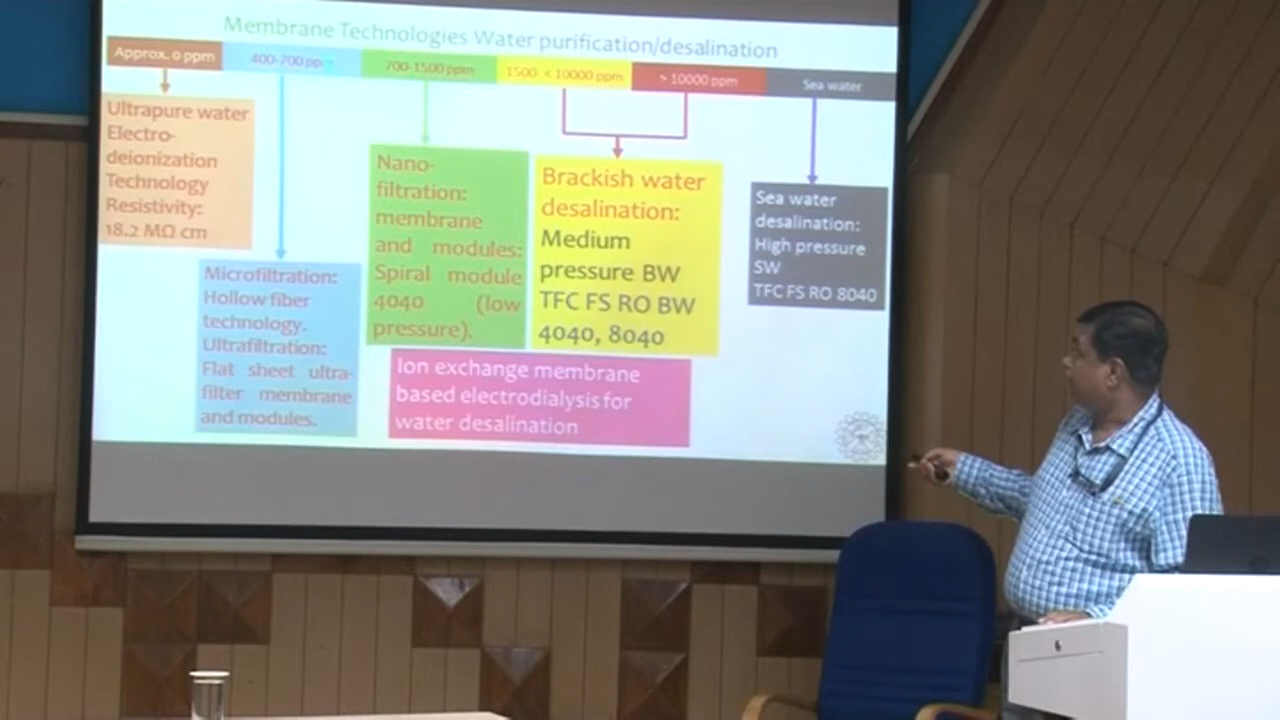 Membrane Technologies Water purification/desalination
Approx. 0 ppm
400-700 ppm
700-1500 ppm
1500- < 10000 ppm
> 10000 ppm
Sea water
Ultrapure water
Electro-
deionization
Technology
Resistivity:
18.2 MΩ cm
Microfiltration:
Hollow fiber
technology.
Ultrafiltration:
Flat sheet ultra-
filter membrane
and modules.
Nano-
filtration:
membrane
and modules:
Spiral module
4040 (low
pressure).
Brackish water
desalination:
Medium
pressure BW
TFC FS RO BW
4040, 8040
Sea water
desalination:
High pressure
SW
TFC FS RO 8040
Ion exchange membrane
based electrodialysis for
water desalination